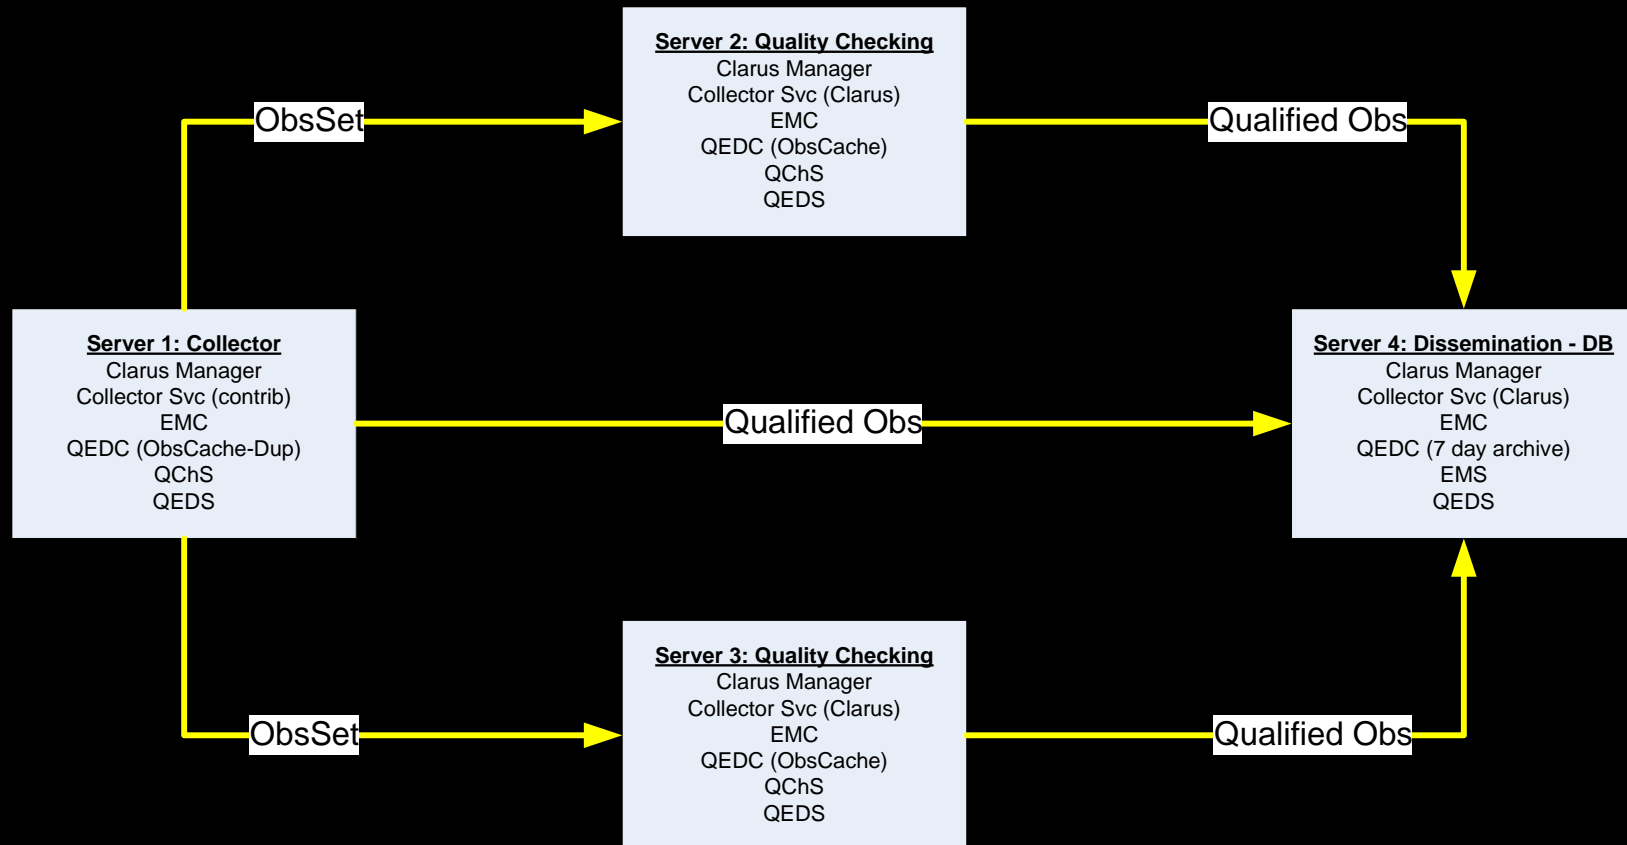 Server 2: Quality Checking
Clarus Manager
Collector Svc (Clarus)
EMC
QEDC (ObsCache)
QChS
QEDS
ObsSet
Qualified Obs
Server 1: Collector
Clarus Manager
Collector Svc (contrib)
EMC
QEDC (ObsCache-Dup)
QChS
QEDS
Qualified Obs
Server 4: Dissemination - DB
Clarus Manager
Collector Svc (Clarus)
EMC
QEDC (7 day archive)
EMS
QEDS
ObsSet
Server 3: Quality Checking
Clarus Manager
Collector Svc (Clarus)
EMC
QEDC (ObsCache)
QChS
QEDS
Qualified Obs